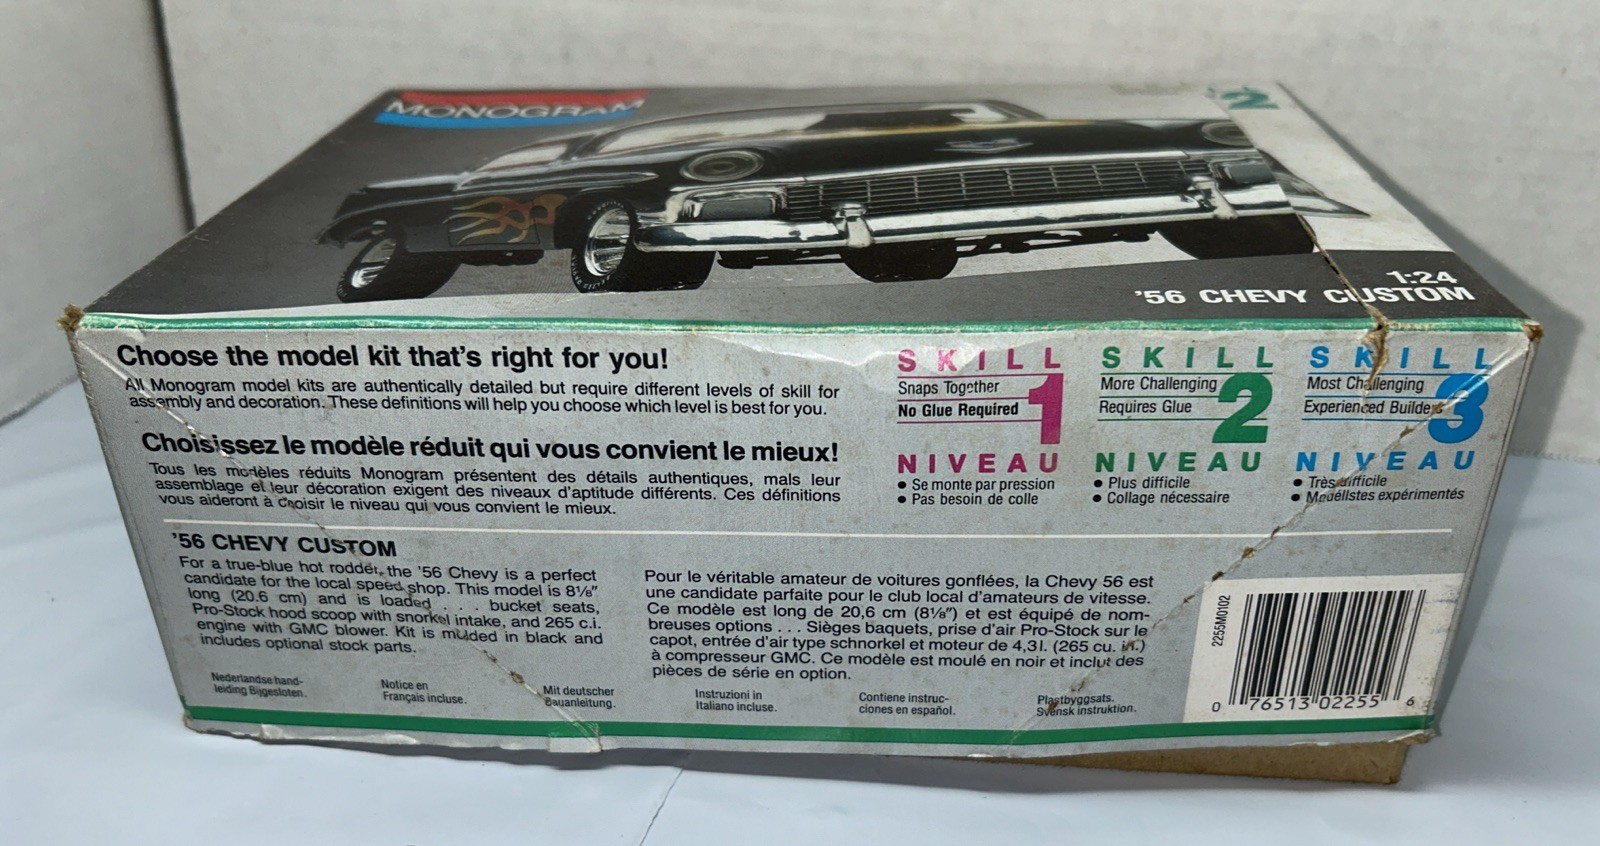 MONOGRAM
2
1:24
'56 CHEVY CUSTOM
Choose the model kit that's right for you!
All Monogram model kits are authentically detailed but require different levels of skill for
assembly and decoration. These definitions will help you choose which level is best for you.
Choisissez le modèle réduit qui vous convient le mieux!
Tous les modèles réduits Monogram présentent des détails authentiques, mais leur
assemblage et leur décoration exigent des niveaux d'aptitude différents. Ces définitions
vous aideront à choisir le niveau qui vous convient le mieux.
SKILL 1
Snaps Together
No Glue Required
NIVEAU
• Se monte par pression
• Pas besoin de colle
SKILL 2
More Challenging
Requires Glue
NIVEAU
• Plus difficile
• Collage nécessaire
SKILL 3
Most Challenging
Experienced Builders
NIVEAU
• Très difficile
• Modélistes expérimentés
'56 CHEVY CUSTOM
For a true-blue hot rodder, the '56 Chevy is a perfect
candidate for the local speed shop. This model is 8⅛"
long (20.6 cm) and is loaded . . . bucket seats,
Pro-Stock hood scoop with snorkel intake, and 265 c.i.
engine with GMC blower. Kit is molded in black and
includes optional stock parts.
Pour le véritable amateur de voitures gonflées, la Chevy 56 est
une candidate parfaite pour le club local d'amateurs de vitesse.
Ce modèle est long de 20,6 cm (8⅛") et est équipé de nom-
breuses options . . . Sièges baquets, prise d'air Pro-Stock sur le
capot, entrée d'air type schnorkel et moteur de 4,3l. (265 cu. in.)
à compresseur GMC. Ce modèle est moulé en noir et inclut des
pièces de série en option.
Nederlandse hand-
leiding Bijgesloten.
Notice en
Français incluse.
Mit deutscher
Bauanleitung.
Instruzioni in
Italiano incluse.
Contiene instruc-
ciones en español.
Plastbyggsats.
Svensk instruktion.
2255M0102
0 76513 02255 6